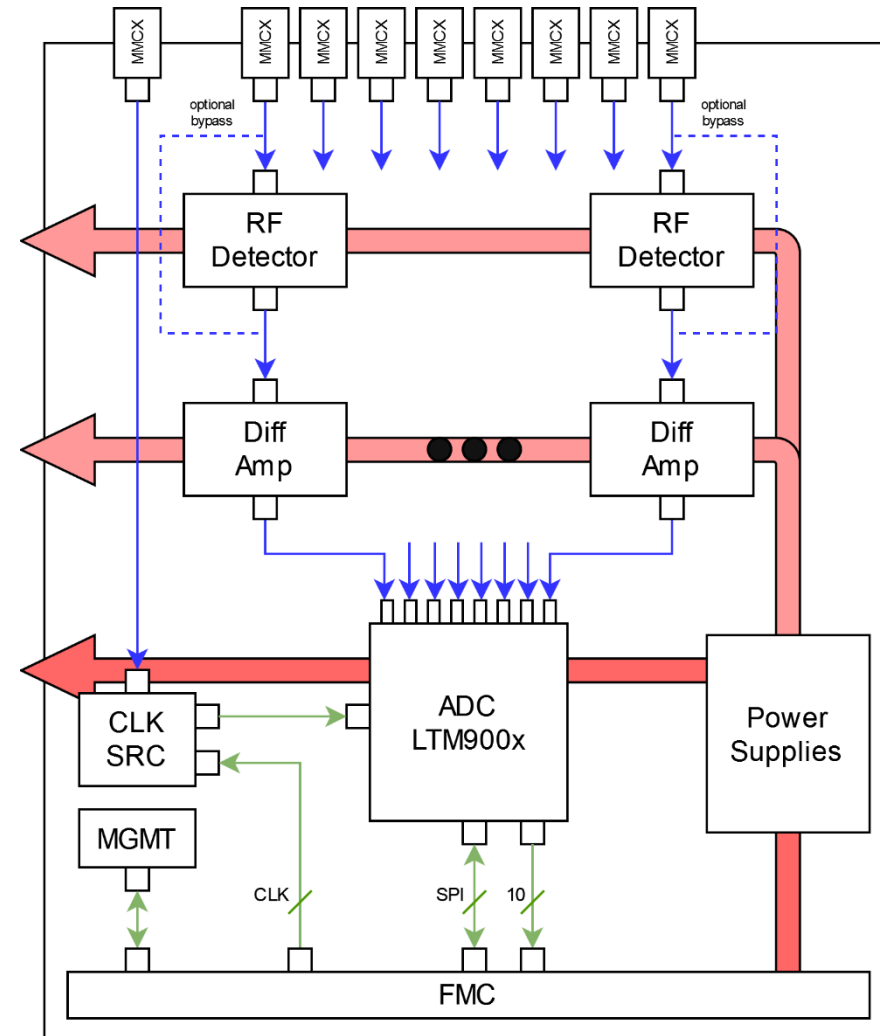 MMCX
MMCX
MMCX
MMCX
MMCX
MMCX
MMCX
MMCX
MMCX
optional
bypass
optional
bypass
RF
Detector
RF
Detector
Diff
Amp
Diff
Amp
ADC
LTM900x
CLK
SRC
Power
Supplies
MGMT
CLK
SPI
10
FMC